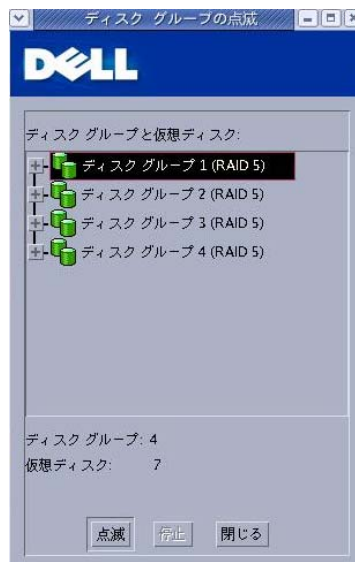 ディスク グループの点滅
DELL
ディスク グループと仮想ディスク:
ディスク グループ 1 (RAID 5)
ディスク グループ 2 (RAID 5)
ディスク グループ 3 (RAID 5)
ディスク グループ 4 (RAID 5)
ディスク グループ: 4
仮想ディスク: 7
点滅 停止 閉じる